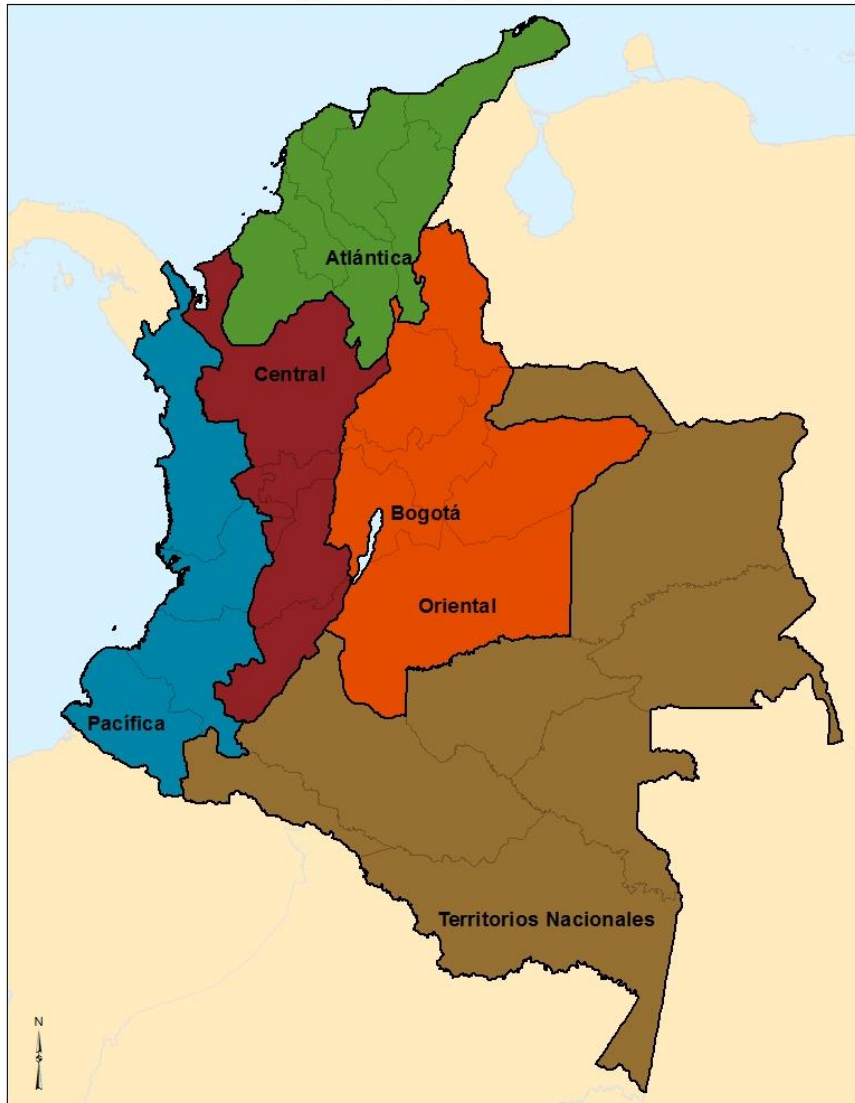 Atlántica
Central
Bogotá
Oriental
Pacífica
Territorios Nacionales
N